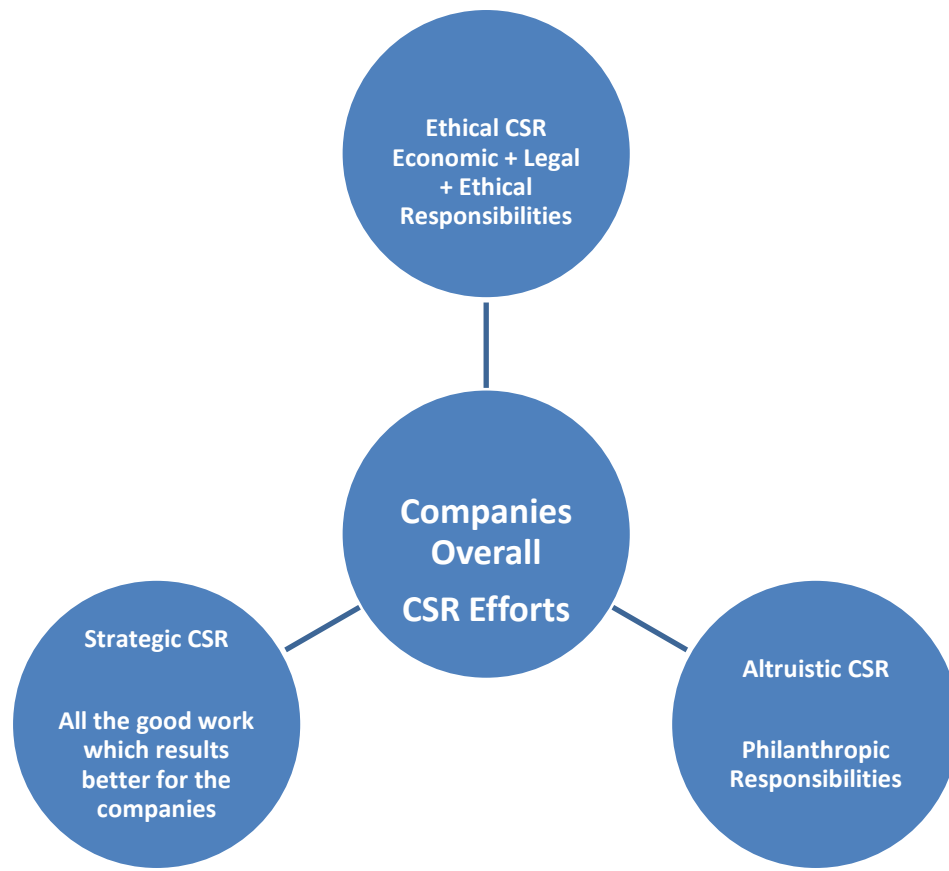 Ethical CSR
Economic + Legal
+ Ethical
Responsibilities
Companies
Overall
CSR Efforts
Strategic CSR
All the good work
which results
better for the
companies
Altruistic CSR
Philanthropic
Responsibilities